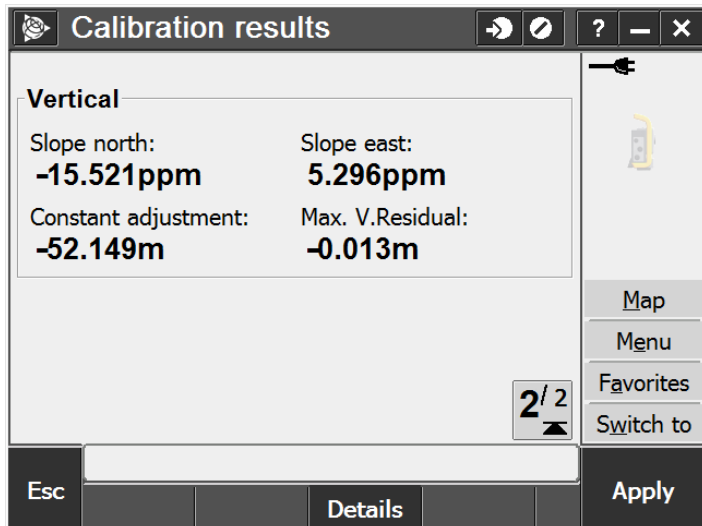 Calibration results
?
Vertical
Slope north:
-15.521ppm
Slope east:
5.296ppm
Constant adjustment:
-52.149m
Max. V.Residual:
-0.013m
Map
Menu
Favorites
Switch to
2/2
Esc
Details
Apply